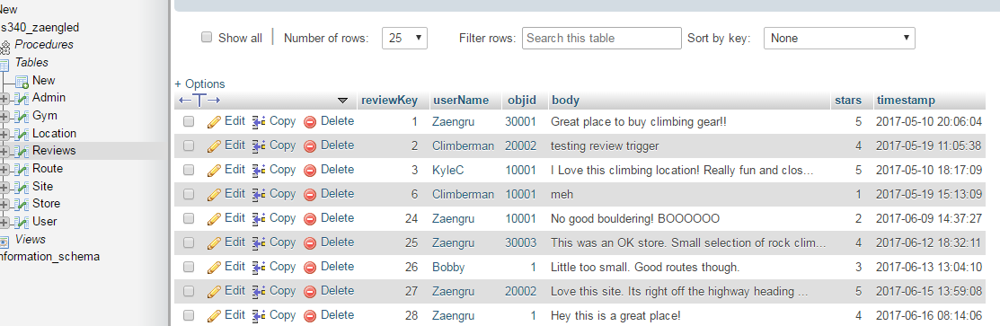 New
s340_zaengled
Procedures
Tables
New
Admin
Gym
Location
Reviews
Route
Site
Store
User
Views
nformation_schema
Show all | Number of rows: 25 Filter rows: Search this table Sort by key: None
+ Options
←T→ reviewKey userName objid body stars timestamp
Edit Copy Delete 1 Zaengru 30001 Great place to buy climbing gear!! 5 2017-05-10 20:06:04
Edit Copy Delete 2 Climberman 20002 testing review trigger 4 2017-05-19 11:05:38
Edit Copy Delete 3 KyleC 10001 I Love this climbing location! Really fun and clos... 5 2017-05-10 18:17:09
Edit Copy Delete 6 Climberman 10001 meh 1 2017-05-19 15:13:09
Edit Copy Delete 24 Zaengru 10001 No good bouldering! BOOOOOO 2 2017-06-09 14:37:27
Edit Copy Delete 25 Zaengru 30003 This was an OK store. Small selection of rock clim... 4 2017-06-12 18:32:11
Edit Copy Delete 26 Bobby 1 Little too small. Good routes though. 3 2017-06-13 13:04:10
Edit Copy Delete 27 Zaengru 20002 Love this site. Its right off the highway heading ... 5 2017-06-15 13:59:08
Edit Copy Delete 28 Zaengru 1 Hey this is a great place! 4 2017-06-16 08:14:06